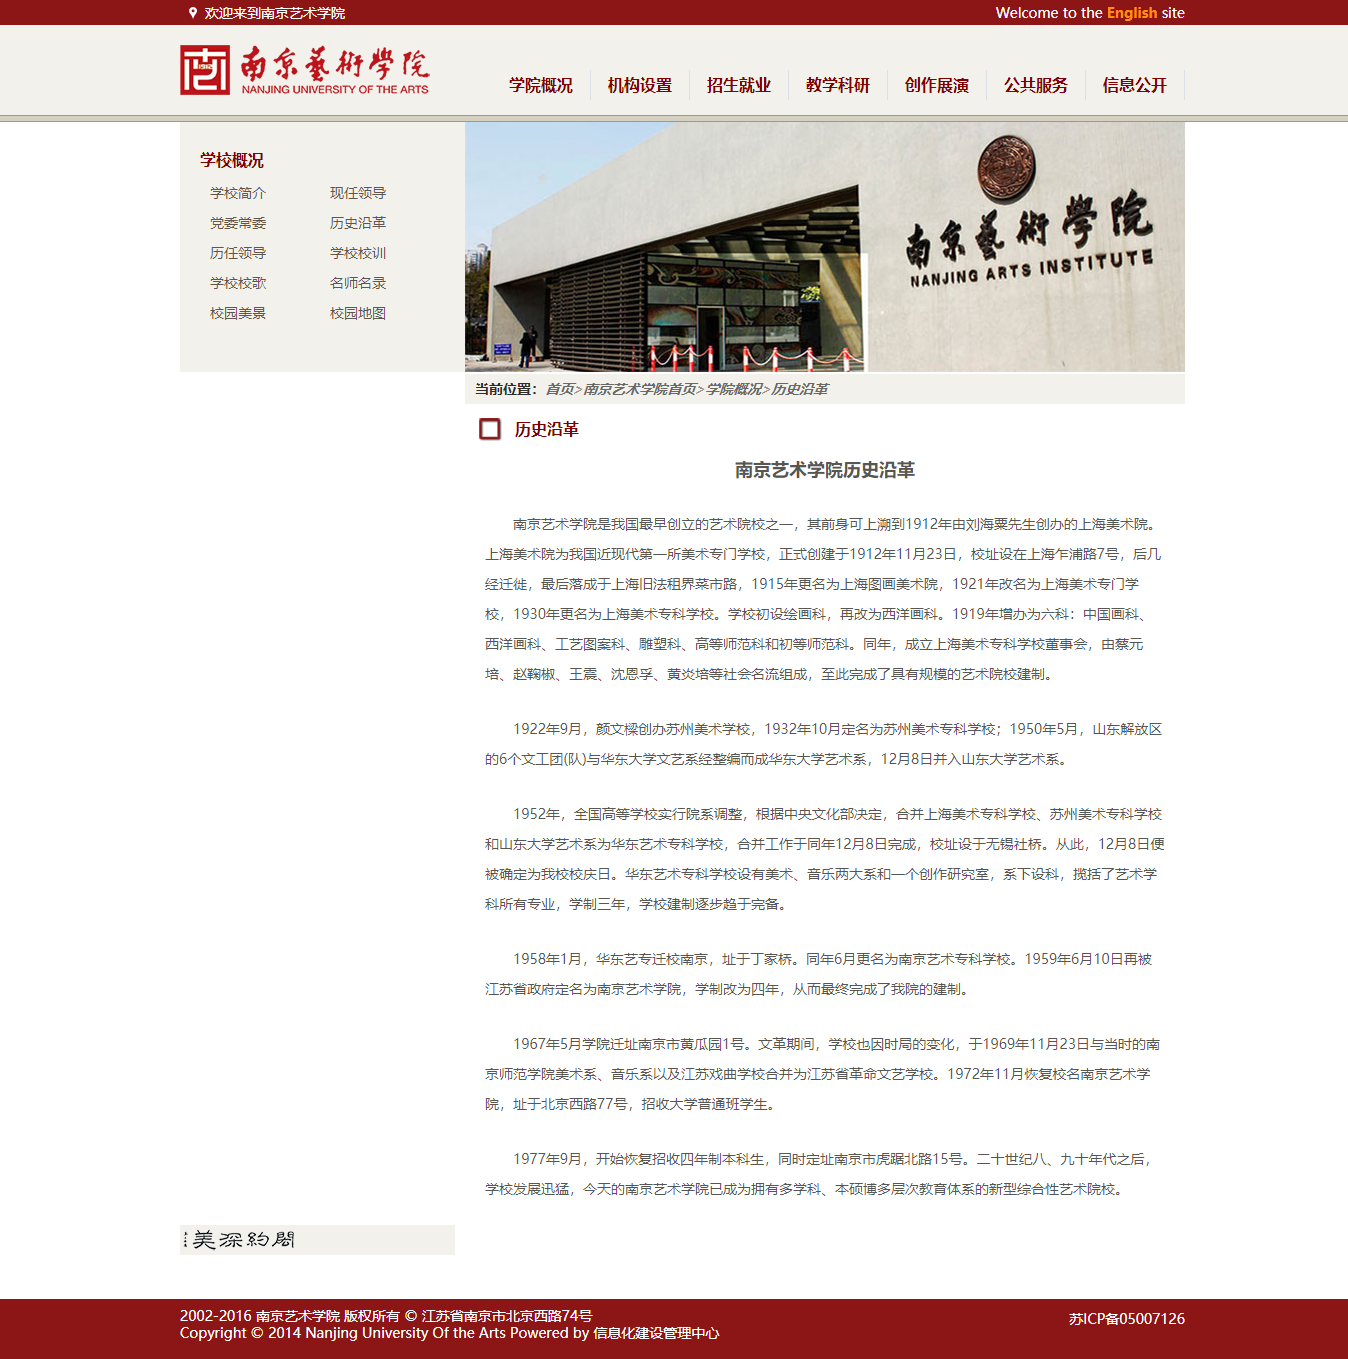 欢迎来到南京艺术学院
Welcome to the English site
南京藝術學院
NANJING UNIVERSITY OF THE ARTS
学院概况 机构设置 招生就业 教学科研 创作展演 公共服务 信息公开
学校概况
学校简介 现任领导
党委常委 历史沿革
历任领导 学校校训
学校校歌 名师名录
校园美景 校园地图
南京藝術學院
NANJING ARTS INSTITUTE
当前位置：首页>南京艺术学院首页>学院概况>历史沿革
历史沿革
南京艺术学院历史沿革
南京艺术学院是我国最早创立的艺术院校之一，其前身可上溯到1912年由刘海粟先生创办的上海美术院。
上海美术院为我国近现代第一所美术专门学校，正式创建于1912年11月23日，校址设在上海乍浦路7号，后几
经迁徙，最后落成于上海旧法租界菜市路，1915年更名为上海图画美术院，1921年改名为上海美术专门学
校，1930年更名为上海美术专科学校。学校初设绘画科，再改为西洋画科。1919年增办为六科：中国画科、
西洋画科、工艺图案科、雕塑科、高等师范科和初等师范科。同年，成立上海美术专科学校董事会，由蔡元
培、赵鞠椒、王震、沈恩孚、黄炎培等社会名流组成，至此完成了具有规模的艺术院校建制。
1922年9月，颜文樑创办苏州美术学校，1932年10月定名为苏州美术专科学校；1950年5月，山东解放区
的6个文工团(队)与华东大学文艺系经整编而成华东大学艺术系，12月8日并入山东大学艺术系。
1952年，全国高等学校实行院系调整，根据中央文化部决定，合并上海美术专科学校、苏州美术专科学校
和山东大学艺术系为华东艺术专科学校，合并工作于同年12月8日完成，校址设于无锡社桥。从此，12月8日便
被确定为我校校庆日。华东艺术专科学校设有美术、音乐两大系和一个创作研究室，系下设科，揽括了艺术学
科所有专业，学制三年，学校建制逐步趋于完备。
1958年1月，华东艺专迁校南京，址于丁家桥。同年6月更名为南京艺术专科学校。1959年6月10日再被
江苏省政府定名为南京艺术学院，学制改为四年，从而最终完成了我院的建制。
1967年5月学院迁址南京市黄瓜园1号。文革期间，学校也因时局的变化，于1969年11月23日与当时的南
京师范学院美术系、音乐系以及江苏戏曲学校合并为江苏省革命文艺学校。1972年11月恢复校名南京艺术学
院，址于北京西路77号，招收大学普通班学生。
1977年9月，开始恢复招收四年制本科生，同时定址南京市虎踞北路15号。二十世纪八、九十年代之后，
学校发展迅猛，今天的南京艺术学院已成为拥有多学科、本硕博多层次教育体系的新型综合性艺术院校。
美深約閎
2002-2016 南京艺术学院 版权所有 © 江苏省南京市北京西路74号
Copyright © 2014 Nanjing University Of the Arts Powered by 信息化建设管理中心
苏ICP备05007126